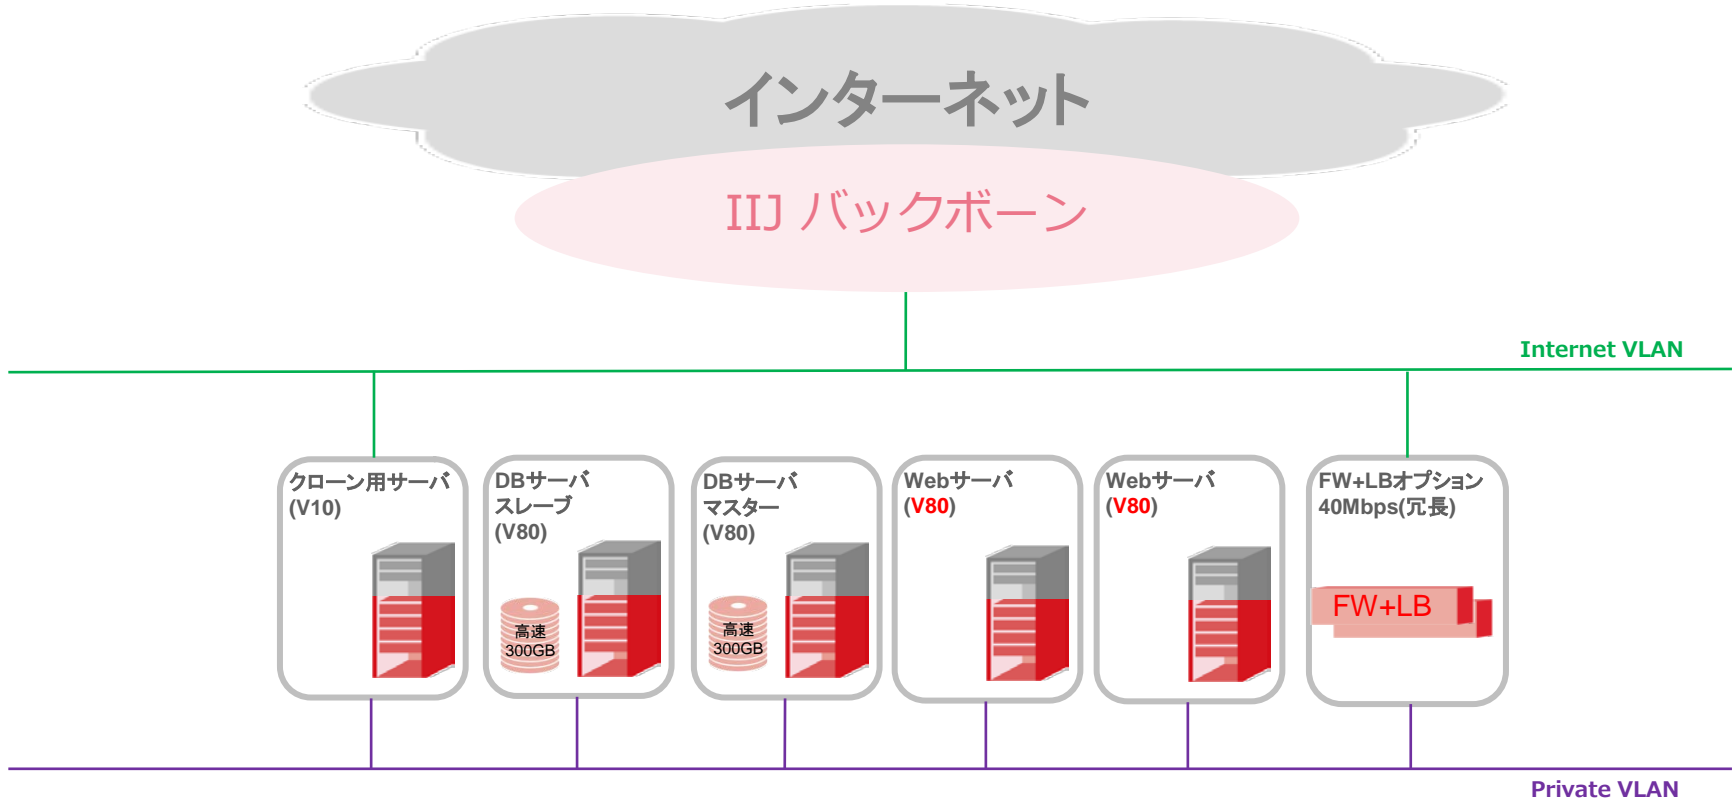 インターネット
IIJ バックボーン
Internet VLAN
クローン用サーバ
(V10)
DBサーバ
スレーブ
(V80)
高速
300GB
DBサーバ
マスター
(V80)
高速
300GB
Webサーバ
(V80)
Webサーバ
(V80)
FW+LBオプション
40Mbps(冗長)
FW+LB
Private VLAN